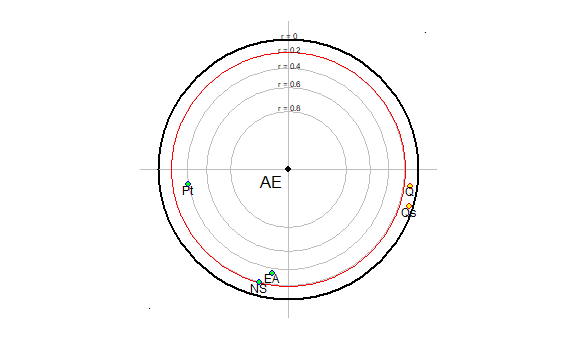 r = 0
r = 0.2
r = 0.4
r = 0.6
r = 0.8
AE
Pt
Q
Qs
EA
NS